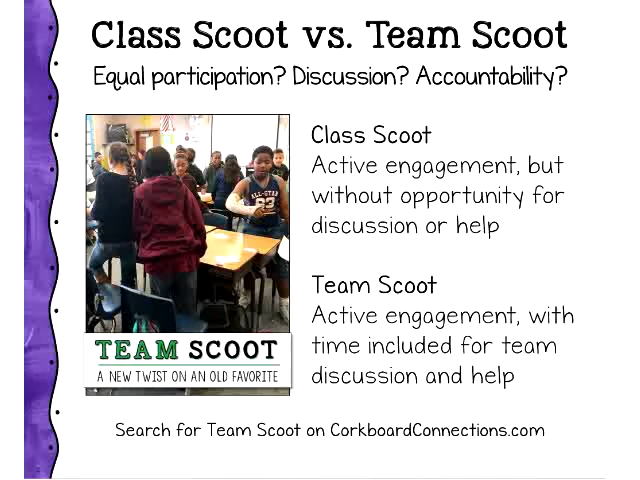 Class Scoot vs. Team Scoot
Equal participation? Discussion? Accountability?
Class Scoot
Active engagement, but
without opportunity for
discussion or help
ALL-STAR
Team Scoot
Active engagement, with
time included for team
discussion and help
TEAM SCOOT
A NEW TWIST ON AN OLD FAVORITE
Search for Team Scoot on CorkboardConnections.com